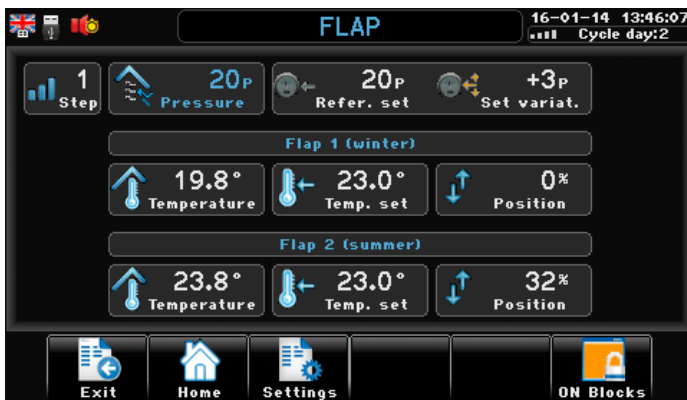 FLAP
16-01-14 13:46:07
Cycle day:2
1
Step
20P
Pressure
20P
Refer. set
+3P
Set variat.
Flap 1 (winter)
19.8°
Temperature
23.0°
Temp. set
0%
Position
Flap 2 (summer)
23.8°
Temperature
23.0°
Temp. set
32%
Position
Exit
Home
Settings
ON Blocks